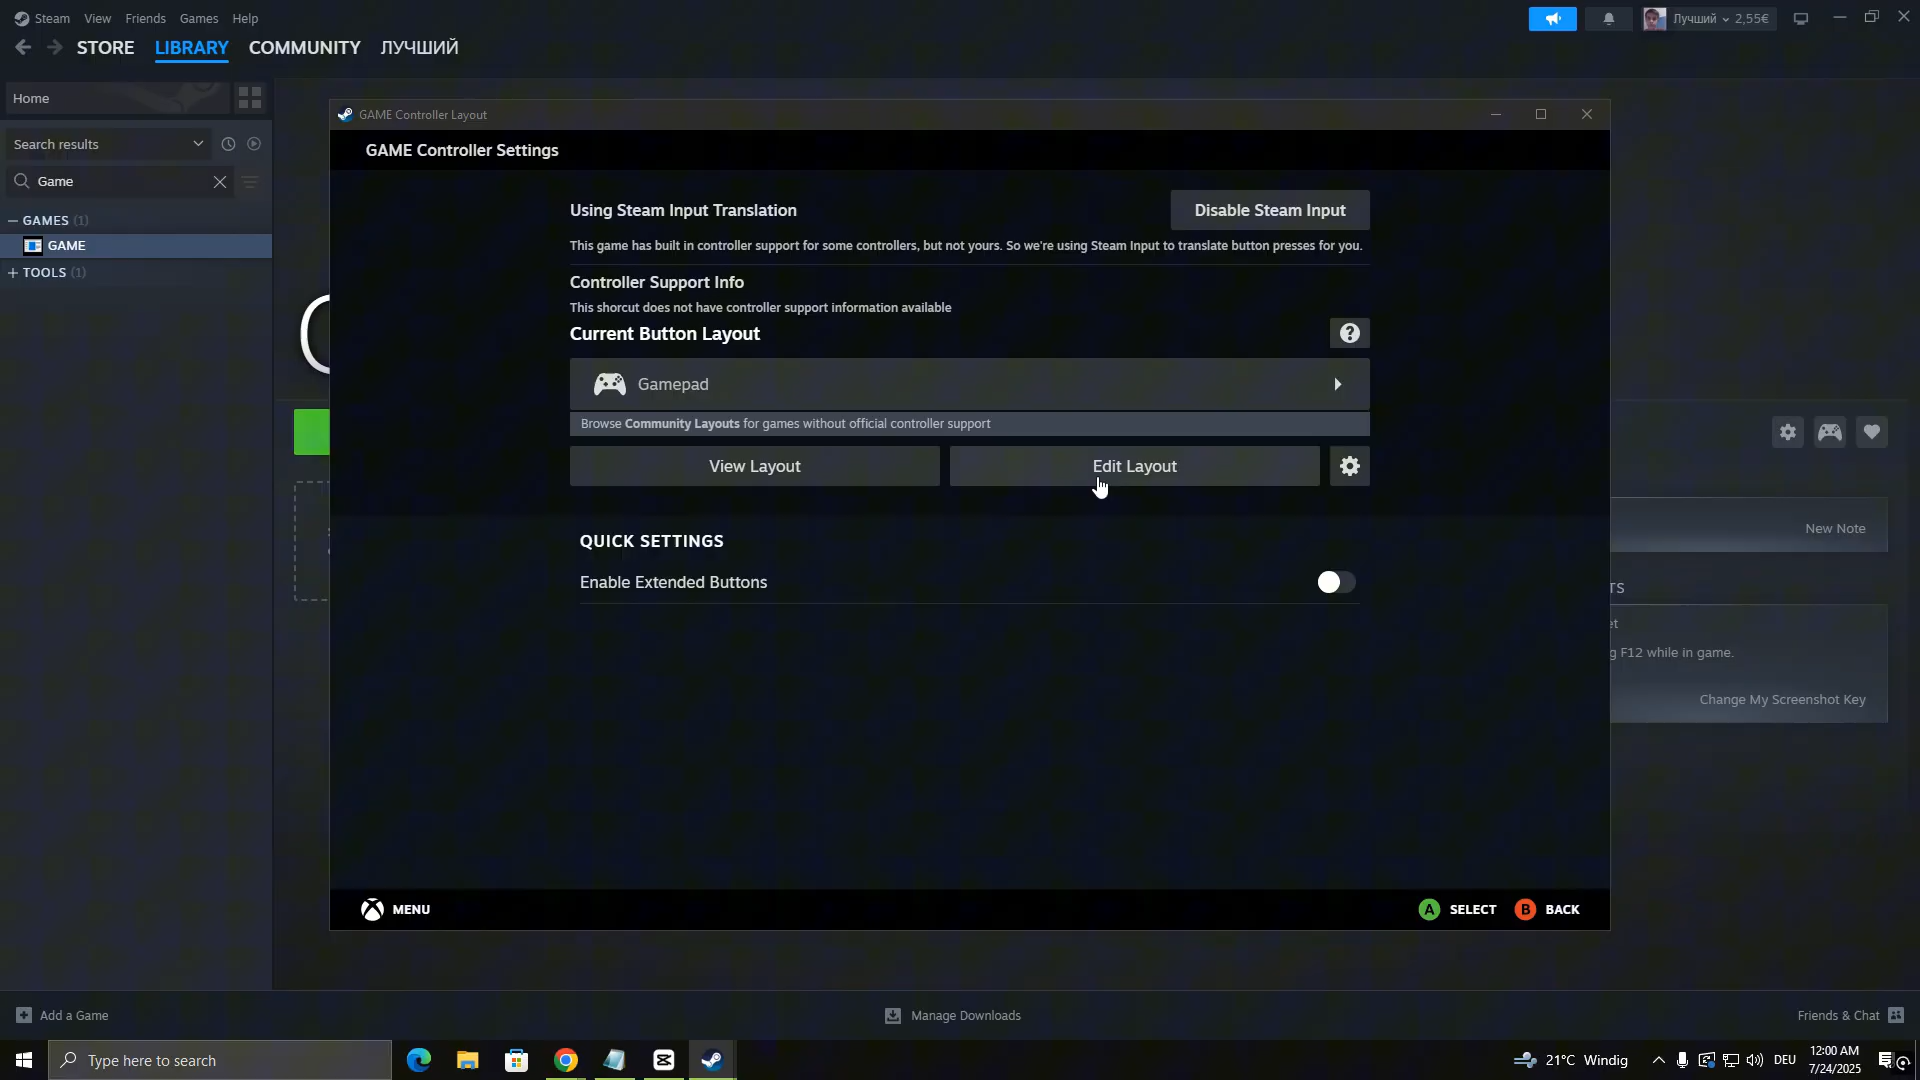 Steam View Friends Games Help
Лучший 2,55€
STORE LIBRARY COMMUNITY ЛУЧШИЙ
Home
Search results
Game
GAMES (1)
GAME
TOOLS (1)
GAME Controller Layout
GAME Controller Settings
Using Steam Input Translation
Disable Steam Input
This game has built in controller support for some controllers, but not yours. So we're using Steam Input to translate button presses for you.
Controller Support Info
This shorcut does not have controller support information available
Current Button Layout
Gamepad
Browse Community Layouts for games without official controller support
View Layout
Edit Layout
QUICK SETTINGS
Enable Extended Buttons
New Note
TS
et
g F12 while in game.
Change My Screenshot Key
MENU
A SELECT B BACK
Add a Game
Manage Downloads
Friends & Chat
Type here to search
21°C Windig
DEU
12:00 AM
7/24/2025